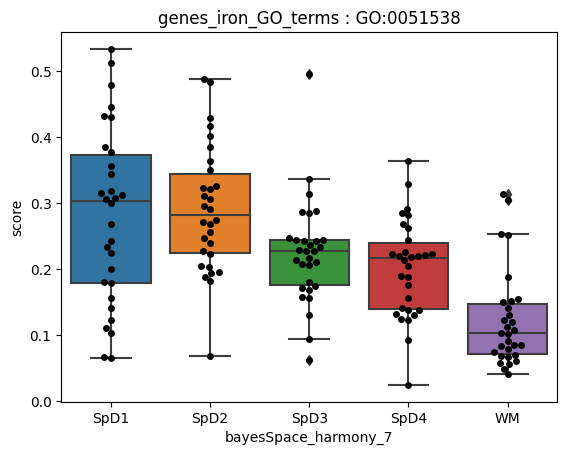 genes_iron_GO_terms : GO:0051538
score
0.5
0.4
0.3
0.2
0.1
0.0
SpD1 SpD2 SpD3 SpD4 WM
bayesSpace_harmony_7